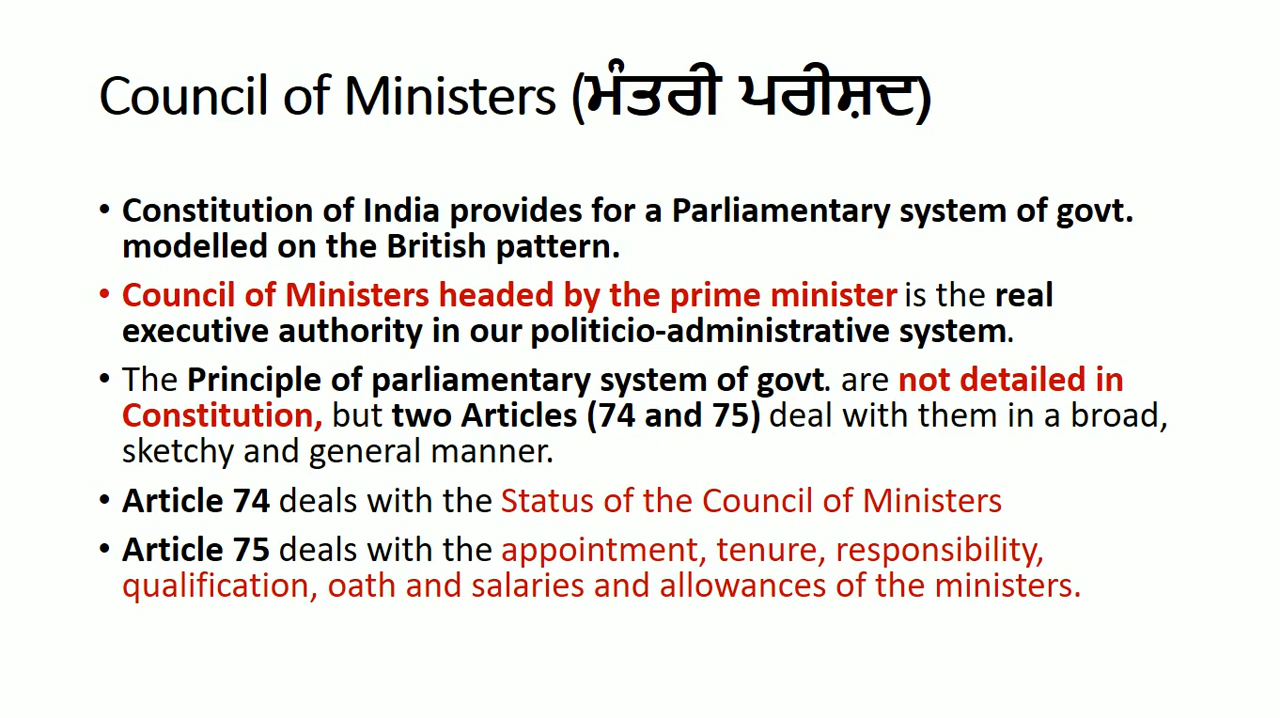 Council of Ministers (ਮੰਤਰੀ ਪਰੀਸ਼ਦ)
• Constitution of India provides for a Parliamentary system of govt.
modelled on the British pattern.
• Council of Ministers headed by the prime minister is the real
executive authority in our politicio-administrative system.
• The Principle of parliamentary system of govt. are not detailed in
Constitution, but two Articles (74 and 75) deal with them in a broad,
sketchy and general manner.
• Article 74 deals with the Status of the Council of Ministers
• Article 75 deals with the appointment, tenure, responsibility,
qualification, oath and salaries and allowances of the ministers.